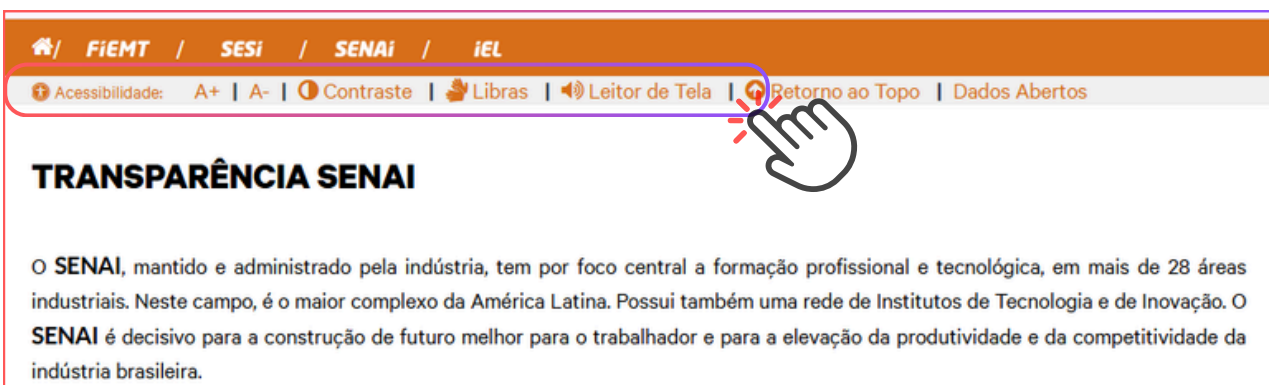 / FiEMT / SESi / SENAi / iEL
Acessibilidade: A+ | A- | Contraste | Libras | Leitor de Tela | Retorno ao Topo | Dados Abertos
TRANSPARÊNCIA SENAI
O SENAI, mantido e administrado pela indústria, tem por foco central a formação profissional e tecnológica, em mais de 28 áreas
industriais. Neste campo, é o maior complexo da América Latina. Possui também uma rede de Institutos de Tecnologia e de Inovação. O
SENAI é decisivo para a construção de futuro melhor para o trabalhador e para a elevação da produtividade e da competitividade da
indústria brasileira.